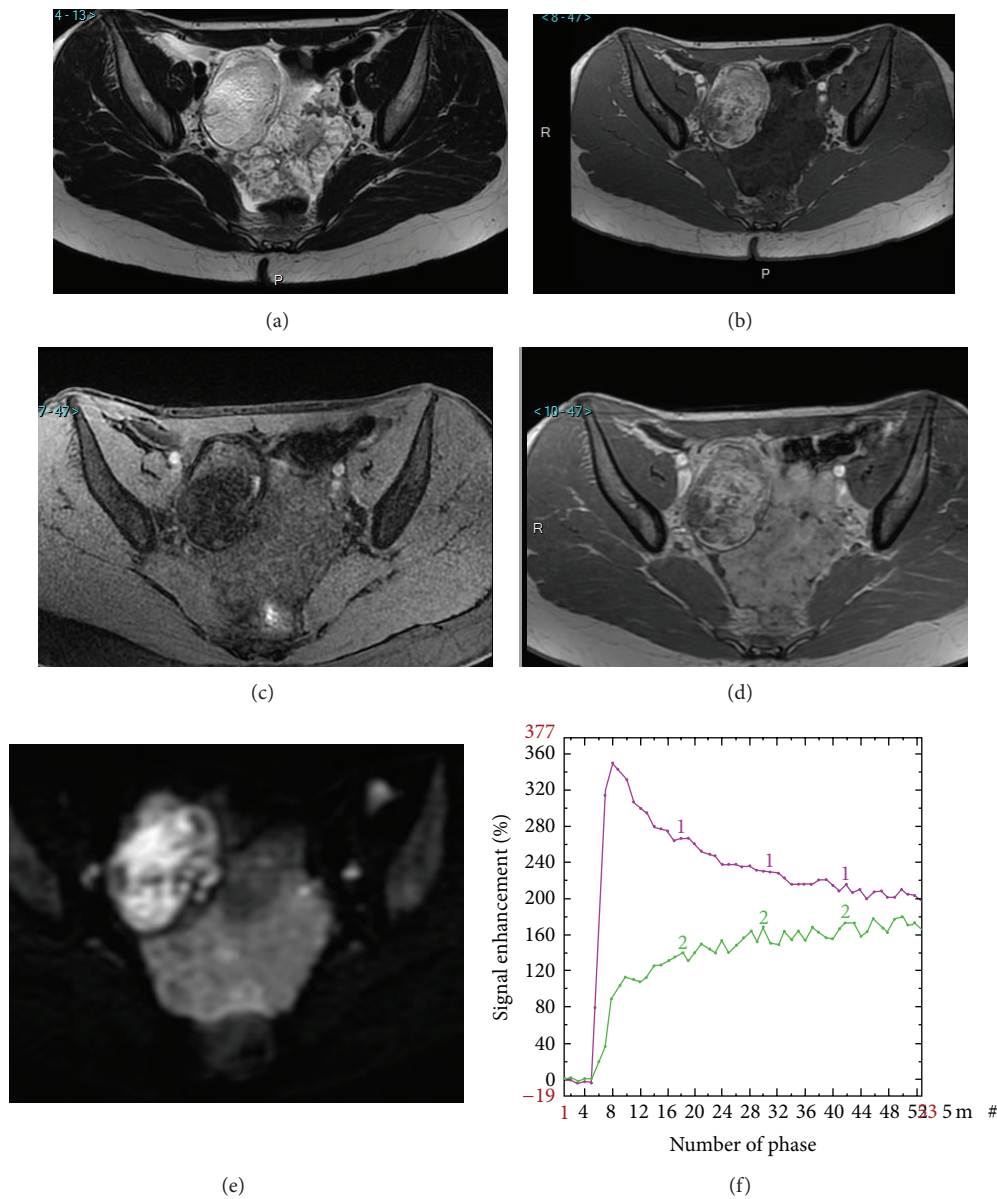 4 - 13 >
P
(a)
< 8 - 47 >
R
P
(b)
7 - 47 >
(c)
< 10 - 47 >
R
(d)
(e)
377
360
320
280
240
200
160
120
80
40
0
−19
Signal enhancement (%)
1
1
1
2
2
2
1 4 8 12 16 20 24 28 32 36 40 44 48 5 m #
Number of phase
(f)